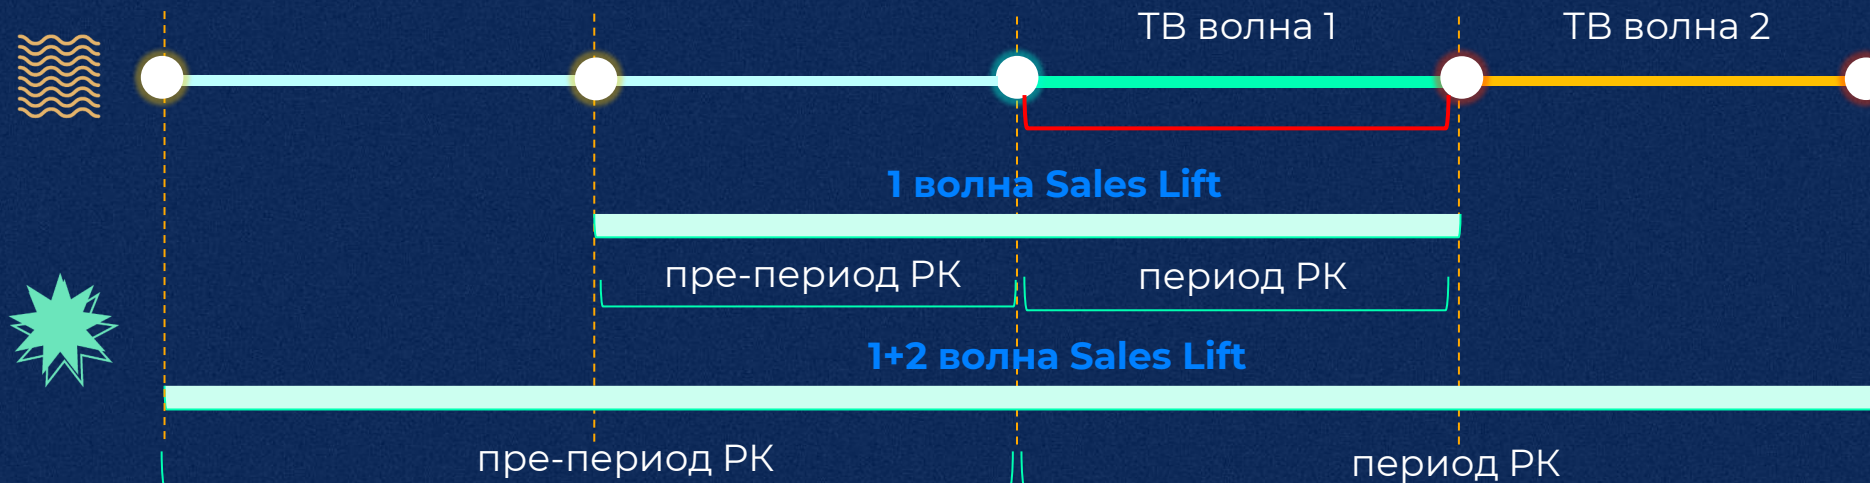 ТВ волна 1
ТВ волна 2
1 волна Sales Lift
пре-период РК
период РК
1+2 волна Sales Lift
пре-период РК
период РК